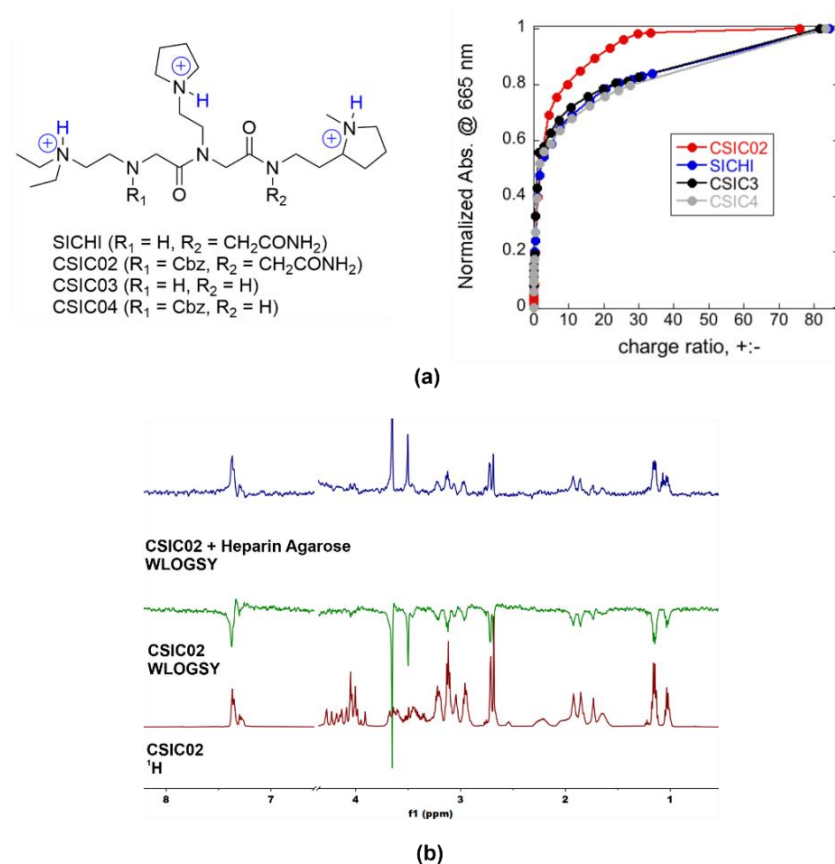 H
N
H
N
H
N
R₁
O
N
O
N
R₂
N
H
SICHI (R₁ = H, R₂ = CH₂CONH₂)
CSIC02 (R₁ = Cbz, R₂ = CH₂CONH₂)
CSIC03 (R₁ = H, R₂ = H)
CSIC04 (R₁ = Cbz, R₂ = H)
Normalized Abs. @ 665 nm
1
0.8
0.6
0.4
0.2
0
CSIC02
SICHI
CSIC3
CSIC4
0 10 20 30 40 50 60 70 80
charge ratio, +:-
(a)
CSIC02 + Heparin Agarose
WLOGSY
CSIC02
WLOGSY
CSIC02
¹H
8 7 4 3 2 1
f1 (ppm)
(b)